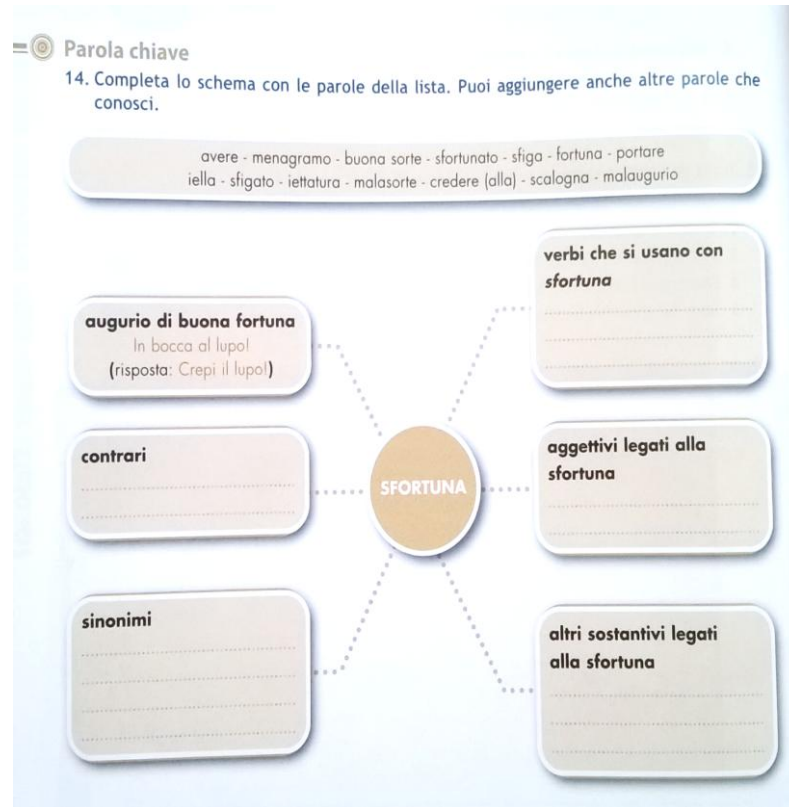 Parola chiave
14. Completa lo schema con le parole della lista. Puoi aggiungere anche altre parole che
conosci.
avere - menagramo - buona sorte - sfortunato - sfiga - fortuna - portare
iella - sfigato - iettatura - malasorte - credere (alla) - scalogna - malaugurio
augurio di buona fortuna
In bocca al lupo!
(risposta: Crepi il lupo!)
contrari
sinonimi
SFORTUNA
verbi che si usano con
sfortuna
aggettivi legati alla
sfortuna
altri sostantivi legati
alla sfortuna